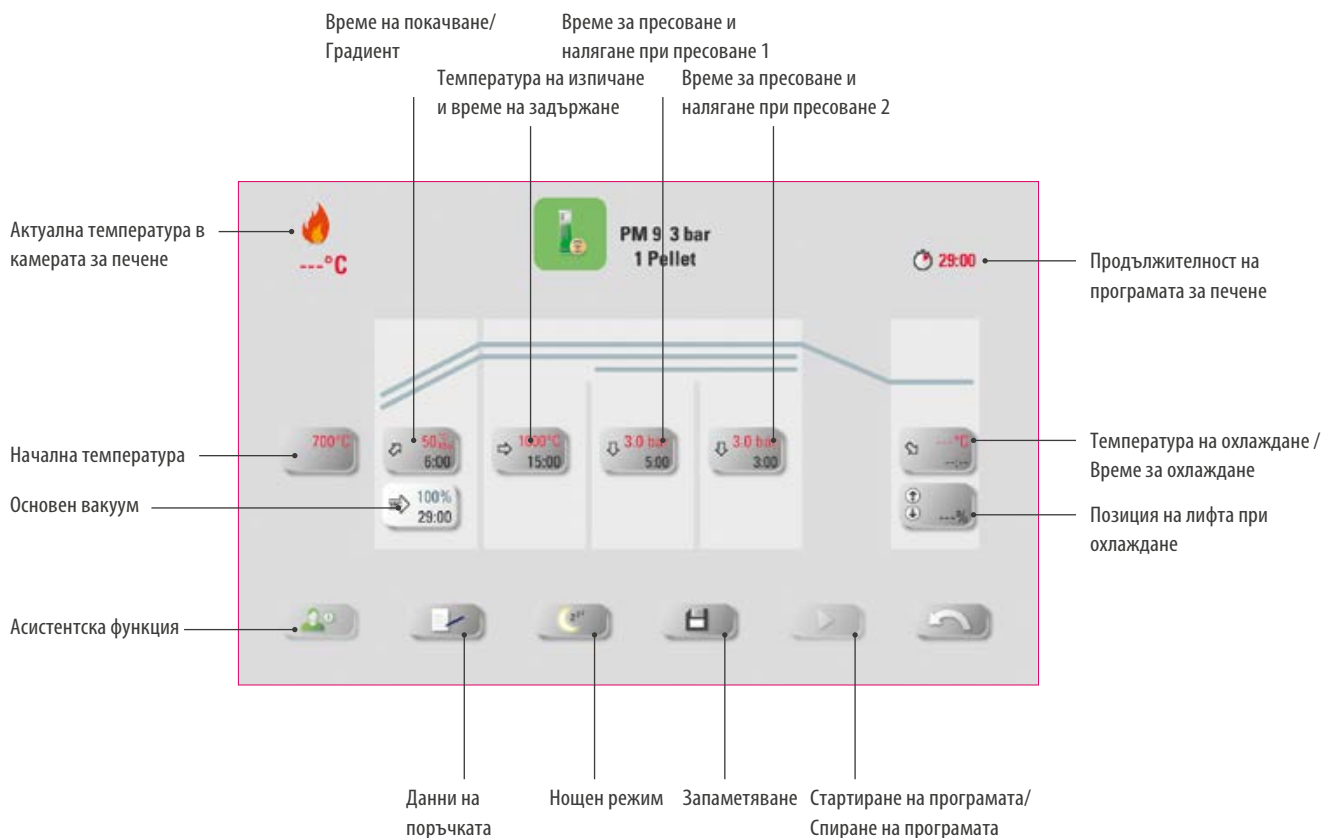 Време на покачване/
Градиент
Време за пресоване и
налягане при пресоване 1
Температура на изпичане
и време на задържане
Време за пресоване и
налягане при пресоване 2
Актуална температура в
камерата за печене
---°C
PM 9 3 bar
1 Pellet
29:00
Продължителност на
програмата за печене
Начална температура
700°C
50
6:00
1000°C
15:00
3.0 bar
5:00
3.0 bar
3:00
---°C
--:--
Температура на охлаждане /
Време за охлаждане
Основен вакуум
100%
29:00
---%
Позиция на лифта при
охлаждане
Асистентска функция
Данни на
поръчката
Нощен режим
Запаметяване
Стартиране на програмата/
Спиране на програмата